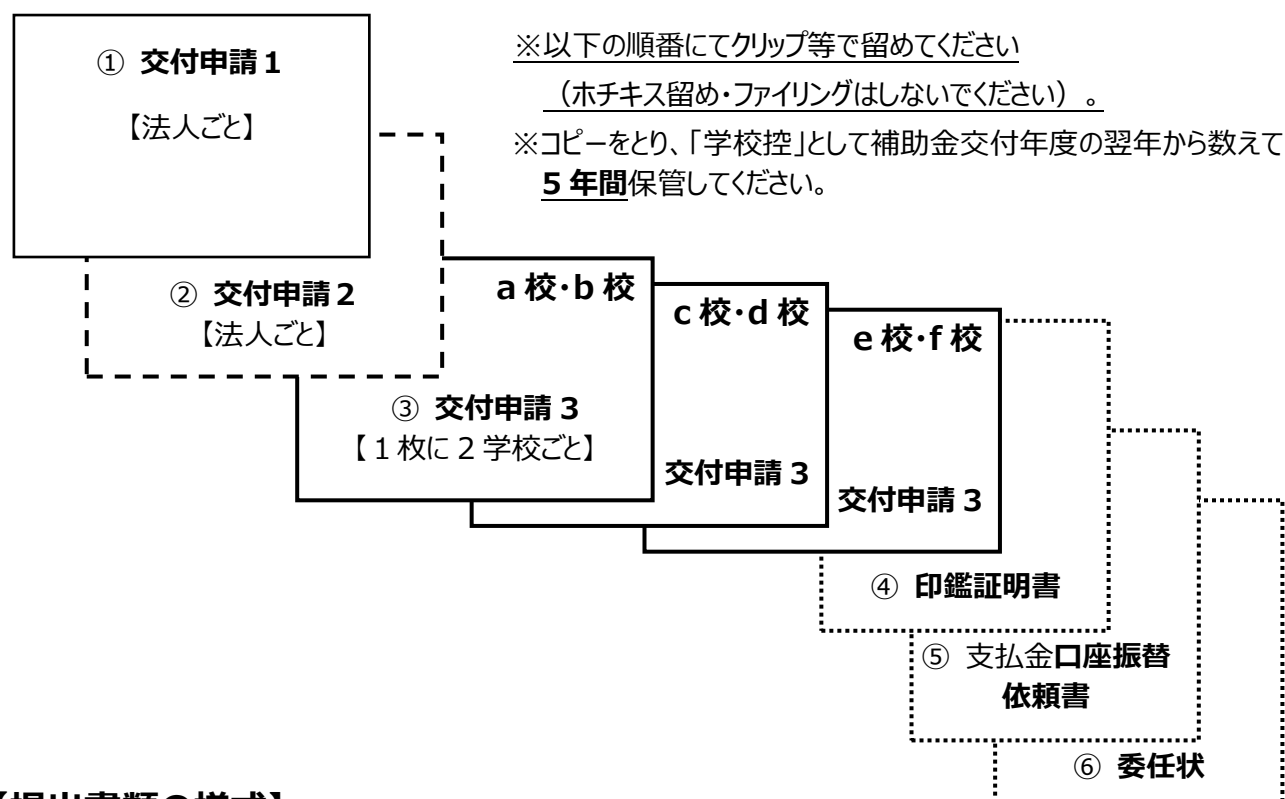 ① 交付申請1
【法人ごと】
※以下の順番にてクリップ等で留めてください
（ホチキス留め・ファイリングはしないでください）。
※コピーをとり、「学校控」として補助金交付年度の翌年から数えて
5年間保管してください。
② 交付申請2
【法人ごと】
a校・b校
③ 交付申請3
【1枚に2学校ごと】
c校・d校
交付申請3
e校・f校
交付申請3
④ 印鑑証明書
⑤ 支払金口座振替
依頼書
⑥ 委任状